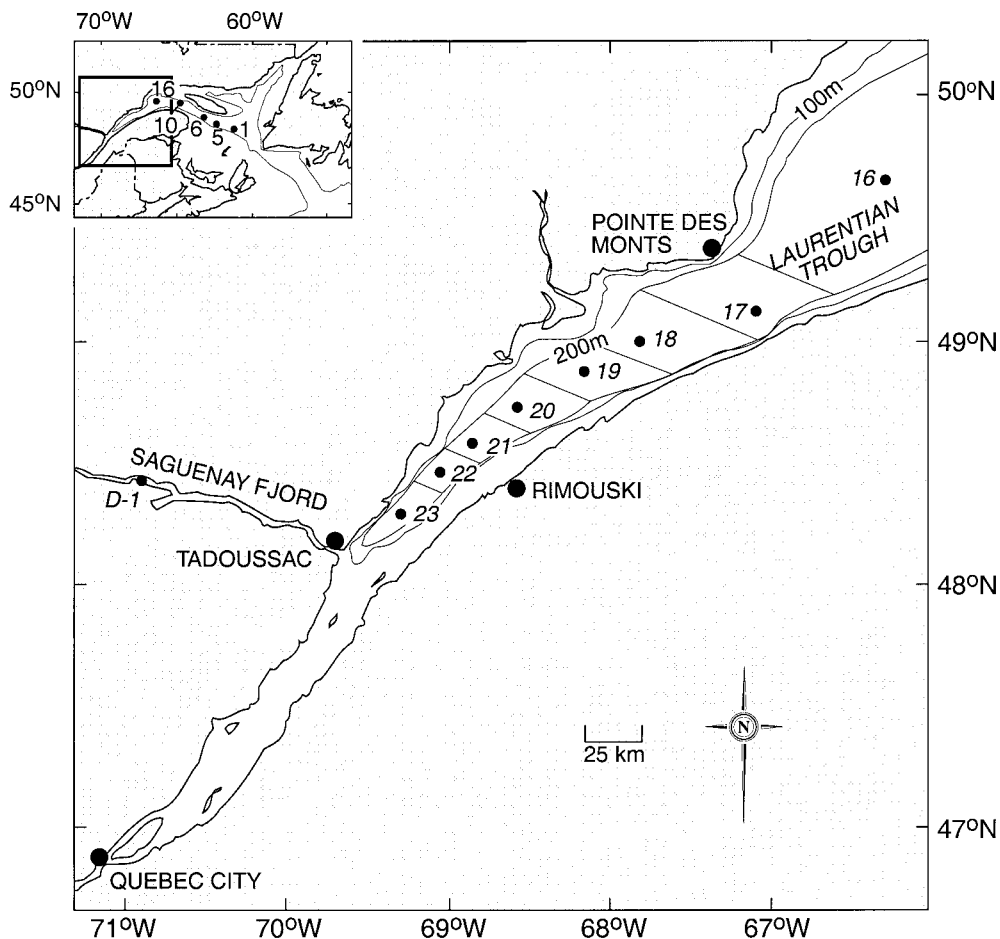 70°W 60°W
50°N
45°N
16
10 6 5 1
50°N
100m
16
POINTE DES
MONTS
LAURENTIAN
TROUGH
17
18
49°N
200m
19
20
21
22
23
SAGUENAY FJORD
D-1
RIMOUSKI
TADOUSSAC
48°N
N
25 km
47°N
QUEBEC CITY
71°W 70°W 69°W 68°W 67°W